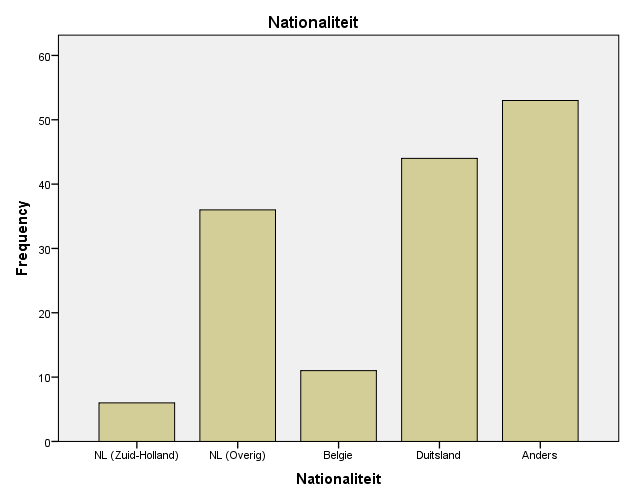 Nationaliteit
60
50
40
30
20
10
0
Frequency
NL (Zuid-Holland) NL (Overig) Belgie Duitsland Anders
Nationaliteit